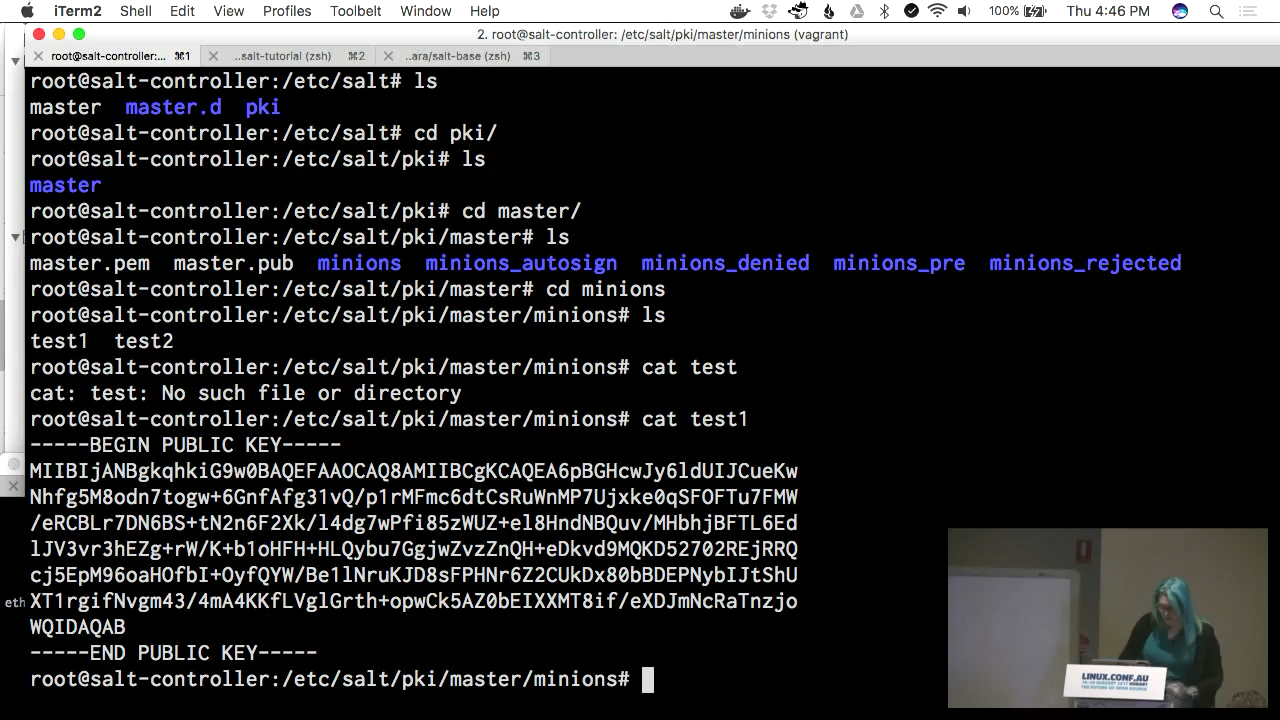 iTerm2 Shell Edit View Profiles Toolbelt Window Help 100% Thu 4:46 PM
2. root@salt-controller: /etc/salt/pki/master/minions (vagrant)
root@salt-controller:... ⌘1 ..salt-tutorial (zsh) ⌘2 ..ara/salt-base (zsh) ⌘3
root@salt-controller:/etc/salt# ls
master master.d pki
root@salt-controller:/etc/salt# cd pki/
root@salt-controller:/etc/salt/pki# ls
master
root@salt-controller:/etc/salt/pki# cd master/
root@salt-controller:/etc/salt/pki/master# ls
master.pem master.pub minions minions_autosign minions_denied minions_pre minions_rejected
root@salt-controller:/etc/salt/pki/master# cd minions
root@salt-controller:/etc/salt/pki/master/minions# ls
test1 test2
root@salt-controller:/etc/salt/pki/master/minions# cat test
cat: test: No such file or directory
root@salt-controller:/etc/salt/pki/master/minions# cat test1
-----BEGIN PUBLIC KEY-----
MIIBIjANBgkqhkiG9w0BAQEFAAOCAQ8AMIIBCgKCAQEA6pBGHcwJy6ldUIJCueKw
Nhfg5M8odn7togw+6GnfAfg31vQ/p1rMFmc6dtCsRuWnMP7Ujxke0qSFOFTu7FMW
/eRCBLr7DN6BS+tN2n6F2Xk/l4dg7wPfi85zWUZ+el8HndNBQuv/MHbhjBFTL6Ed
lJV3vr3hEZg+rW/K+b1oHFH+HLQybu7GgjwZvzZnQH+eDkvd9MQKD52702REjRRQ
cj5EpM96oaHOfbI+OyfQYW/Be1lNruKJD8sFPHNr6Z2CUkDx80bBDEPNybIJtShU
XT1rgifNvgm43/4mA4KKfLVglGrth+opwCk5AZ0bEIXXMT8if/eXDJmNcRaTnzjo
WQIDAQAB
-----END PUBLIC KEY-----
root@salt-controller:/etc/salt/pki/master/minions#
eth
LINUX.CONF.AU